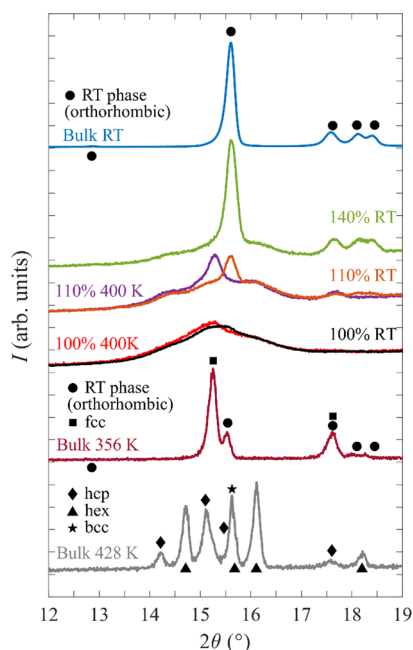 ● RT phase
(orthorhombic)
Bulk RT
140% RT
110% 400 K
110% RT
100% 400K
100% RT
● RT phase
(orthorhombic)
■ fcc
Bulk 356 K
♦ hcp
▲ hex
★ bcc
Bulk 428 K
I (arb. units)
12 13 14 15 16 17 18 19
2θ (°)